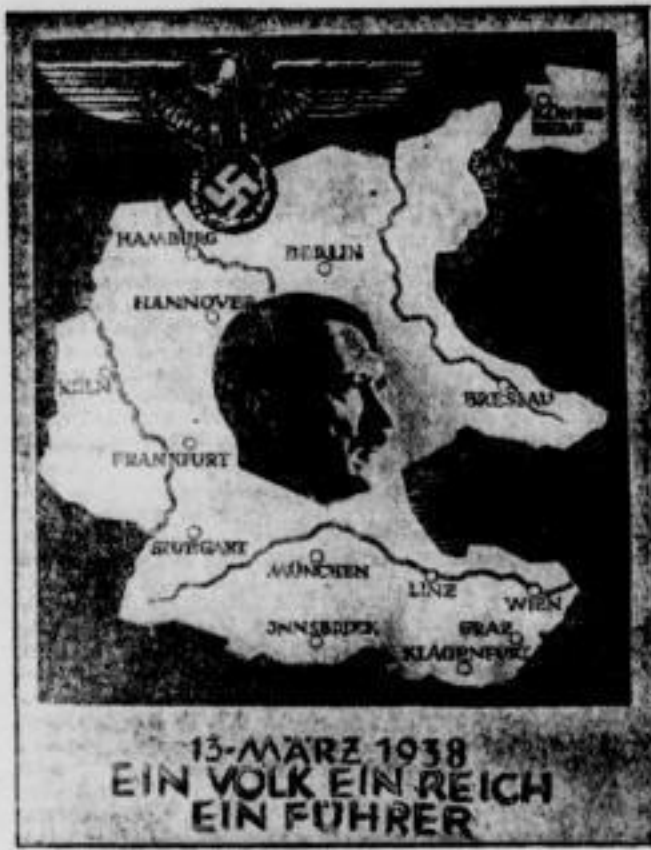 KÖNIGSBERG
HAMBURG
BERLIN
HANNOVER
KÖLN
BRESLAU
FRANKFURT
STUTTGART
MÜNCHEN
LINZ
WIEN
INNSBRUCK
GRAZ
KLAGENFURT
13-MÄRZ 1938
EIN VOLK EIN REICH
EIN FÜHRER